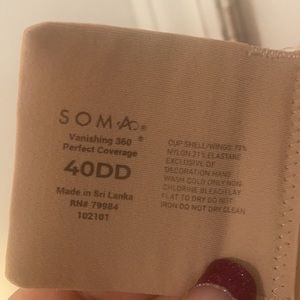 SOMA®
Vanishing 360®
Perfect Coverage
40DD
Made in Sri Lanka
RN# 79984
102101
CUP SHELL/WINGS: 79%
NYLON 21% ELASTANE
EXCLUSIVE OF
DECORATION HAND
WASH COLD ONLY NON-
CHLORINE BLEACH LAY
FLAT TO DRY DO NOT
IRON DO NOT DRY CLEAN